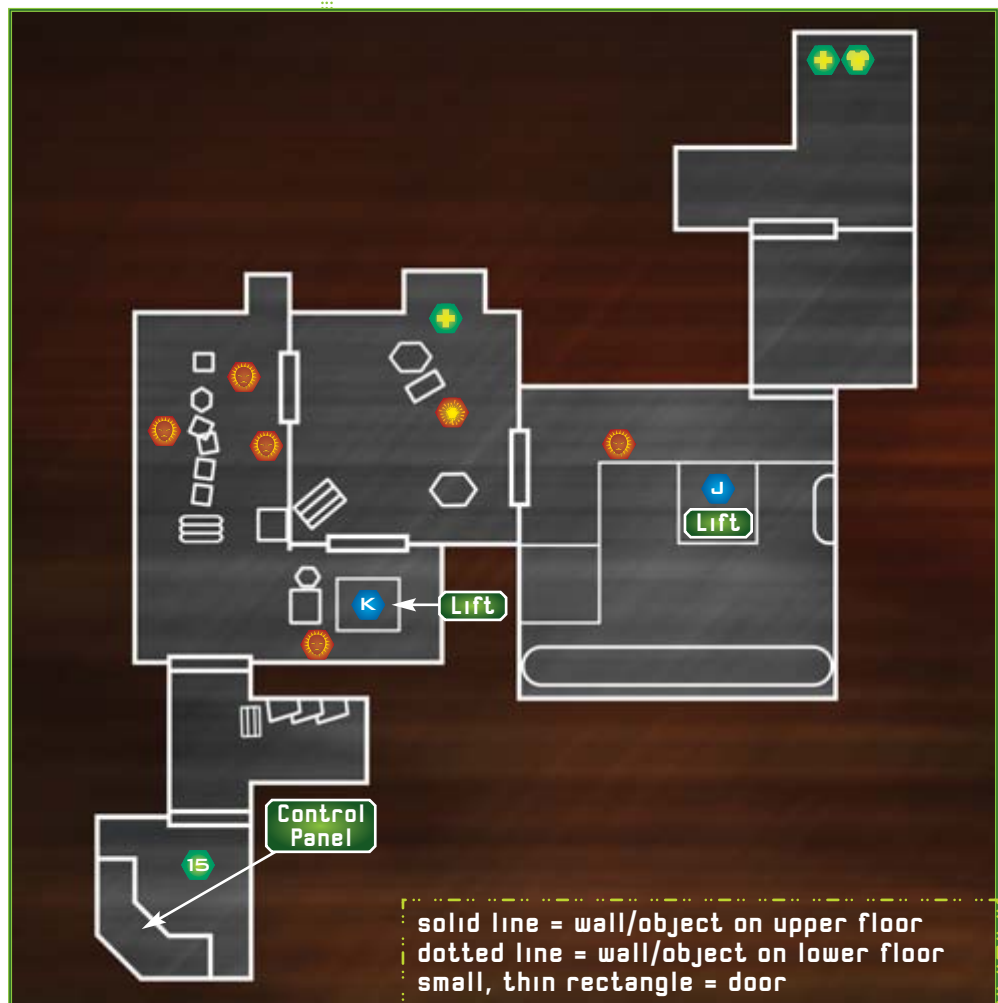 J
Lift
K
Lift
Control
Panel
15
solid line = wall/object on upper floor
dotted line = wall/object on lower floor
small, thin rectangle = door